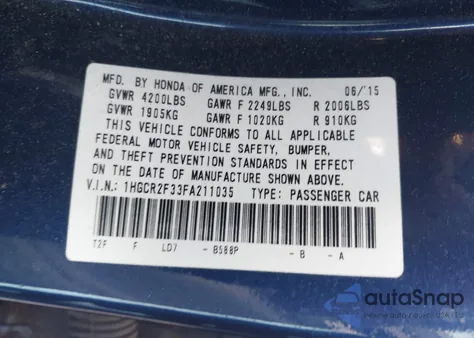 MFD. BY HONDA OF AMERICA MFG., INC. 06/15
GVWR 4200LBS GAWR F 2249LBS R 2006LBS
GVWR 1905KG GAWR F 1020KG R 910KG
THIS VEHICLE CONFORMS TO ALL APPLICABLE
FEDERAL MOTOR VEHICLE SAFETY, BUMPER,
AND THEFT PREVENTION STANDARDS IN EFFECT
ON THE DATE OF MANUFACTURE SHOWN ABOVE.
V.I.N.: 1HGCR2F33FA211035 TYPE: PASSENGER CAR
T2F F LD7 - B588P - B - A
autoSnap